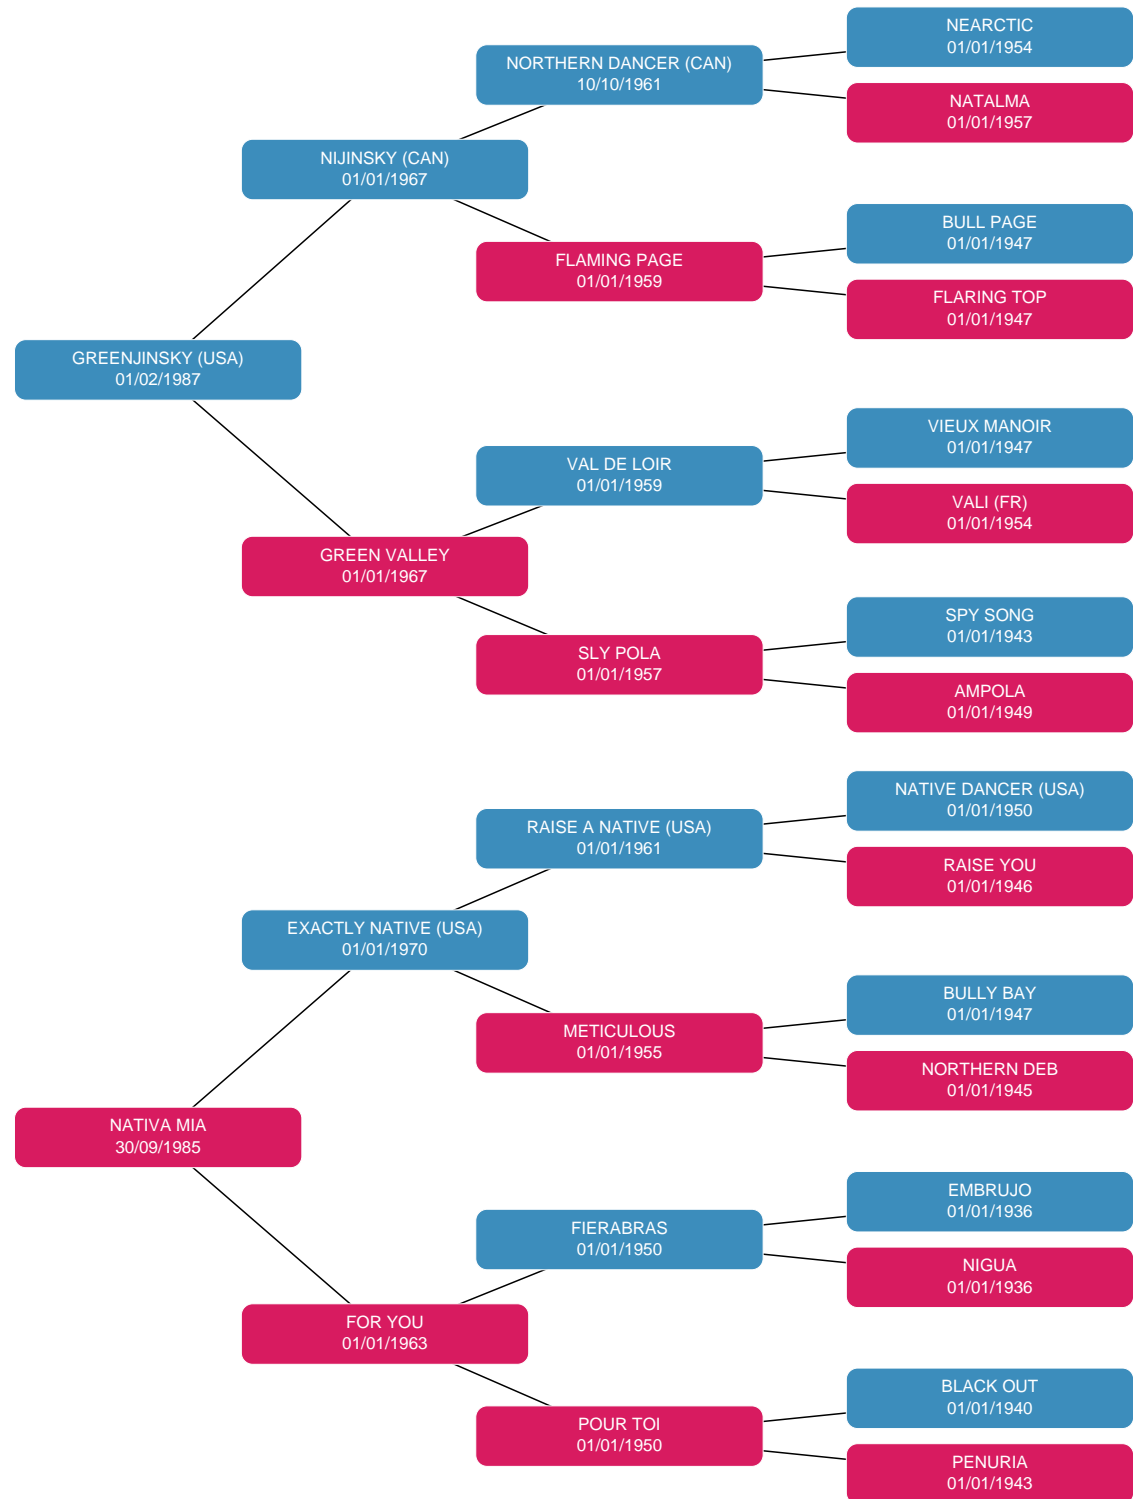 NEARCTIC
01/01/1954
NORTHERN DANCER (CAN)
10/10/1961
NATALMA
01/01/1957
NIJINSKY (CAN)
01/01/1967
BULL PAGE
01/01/1947
FLAMING PAGE
01/01/1959
FLARING TOP
01/01/1947
GREENJINSKY (USA)
01/02/1987
VIEUX MANOIR
01/01/1947
VAL DE LOIR
01/01/1959
VALI (FR)
01/01/1954
GREEN VALLEY
01/01/1967
SPY SONG
01/01/1943
SLY POLA
01/01/1957
AMPOLA
01/01/1949
NATIVE DANCER (USA)
01/01/1950
RAISE A NATIVE (USA)
01/01/1961
RAISE YOU
01/01/1946
EXACTLY NATIVE (USA)
01/01/1970
BULLY BAY
01/01/1947
METICULOUS
01/01/1955
NORTHERN DEB
01/01/1945
NATIVA MIA
30/09/1985
EMBRUJO
01/01/1936
FIERABRAS
01/01/1950
NIGUA
01/01/1936
FOR YOU
01/01/1963
BLACK OUT
01/01/1940
POUR TOI
01/01/1950
PENURIA
01/01/1943